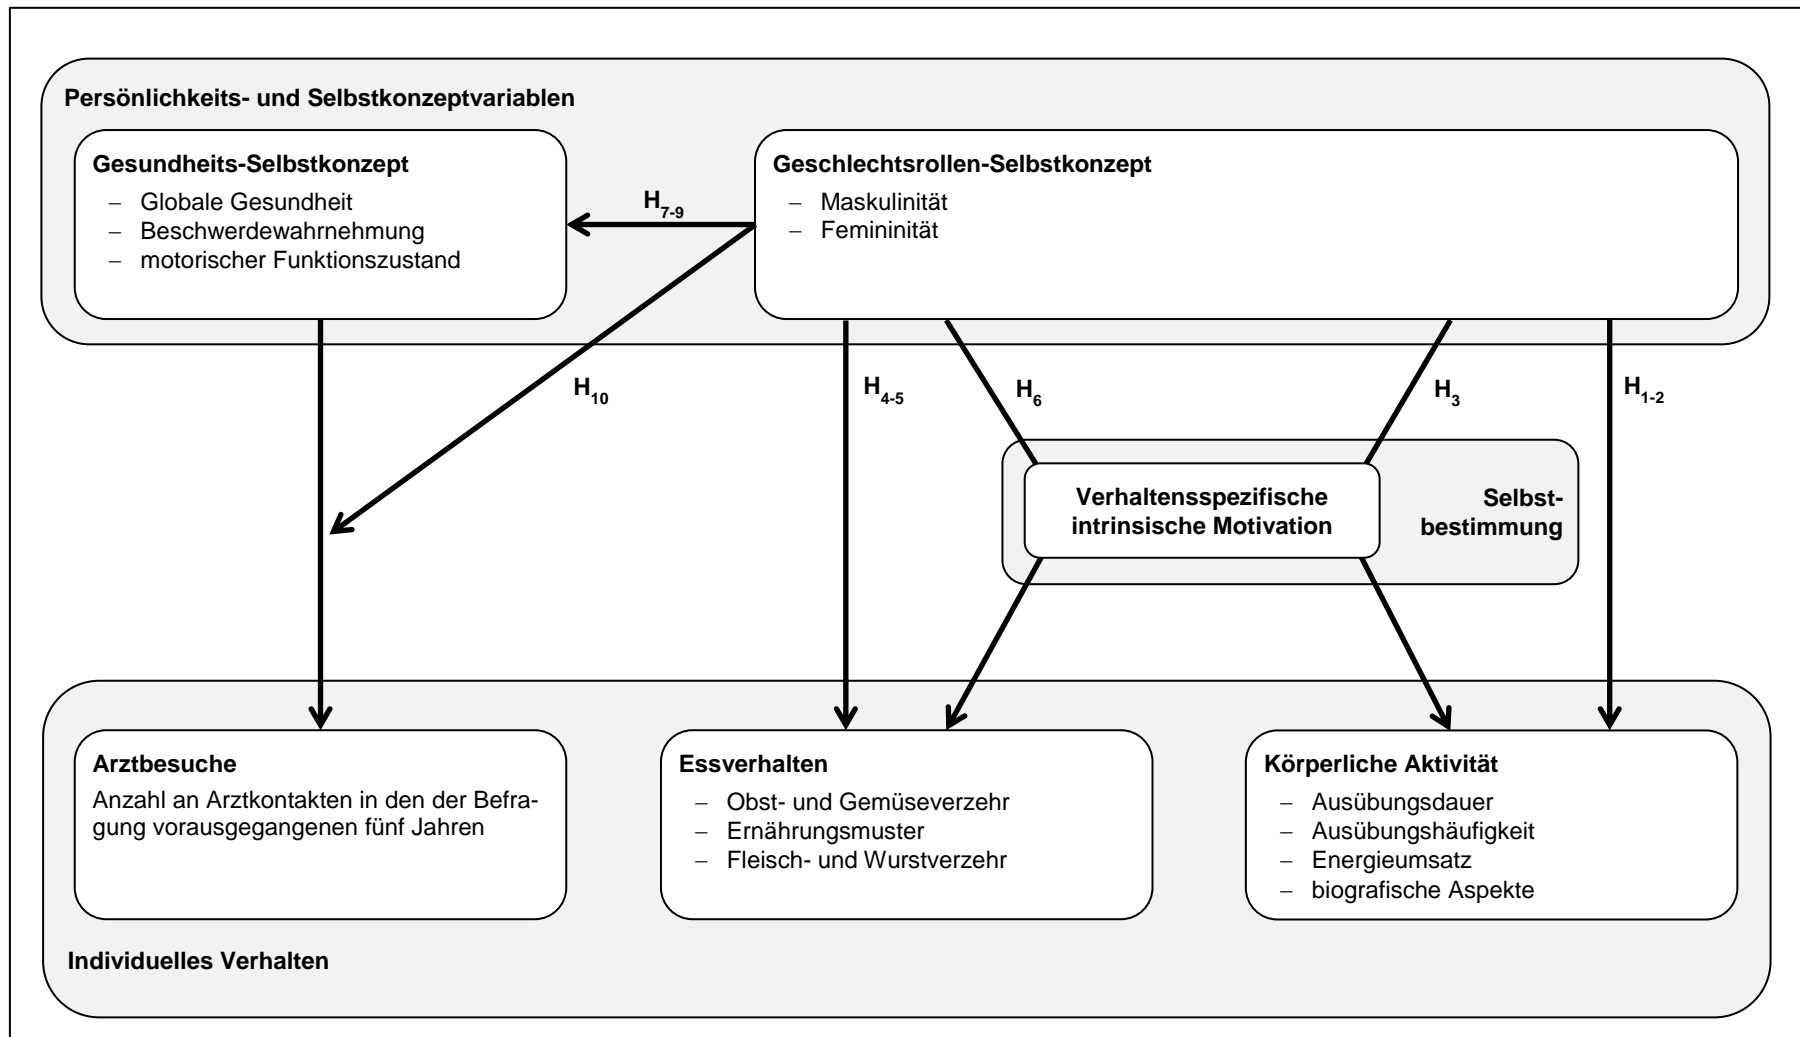 Persönlichkeits- und Selbstkonzeptvariablen
Gesundheits-Selbstkonzept
– Globale Gesundheit
– Beschwerdewahrnehmung
– motorischer Funktionszustand
H7-9
Geschlechtsrollen-Selbstkonzept
– Maskulinität
– Femininität
H10
H4-5
H6
H3
H1-2
Verhaltensspezifische
intrinsische Motivation
Selbst-
bestimmung
Arztbesuche
Anzahl an Arztkontakten in den der Befra-
gung vorausgegangenen fünf Jahren
Essverhalten
– Obst- und Gemüseverzehr
– Ernährungsmuster
– Fleisch- und Wurstverzehr
Körperliche Aktivität
– Ausübungsdauer
– Ausübungshäufigkeit
– Energieumsatz
– biografische Aspekte
Individuelles Verhalten